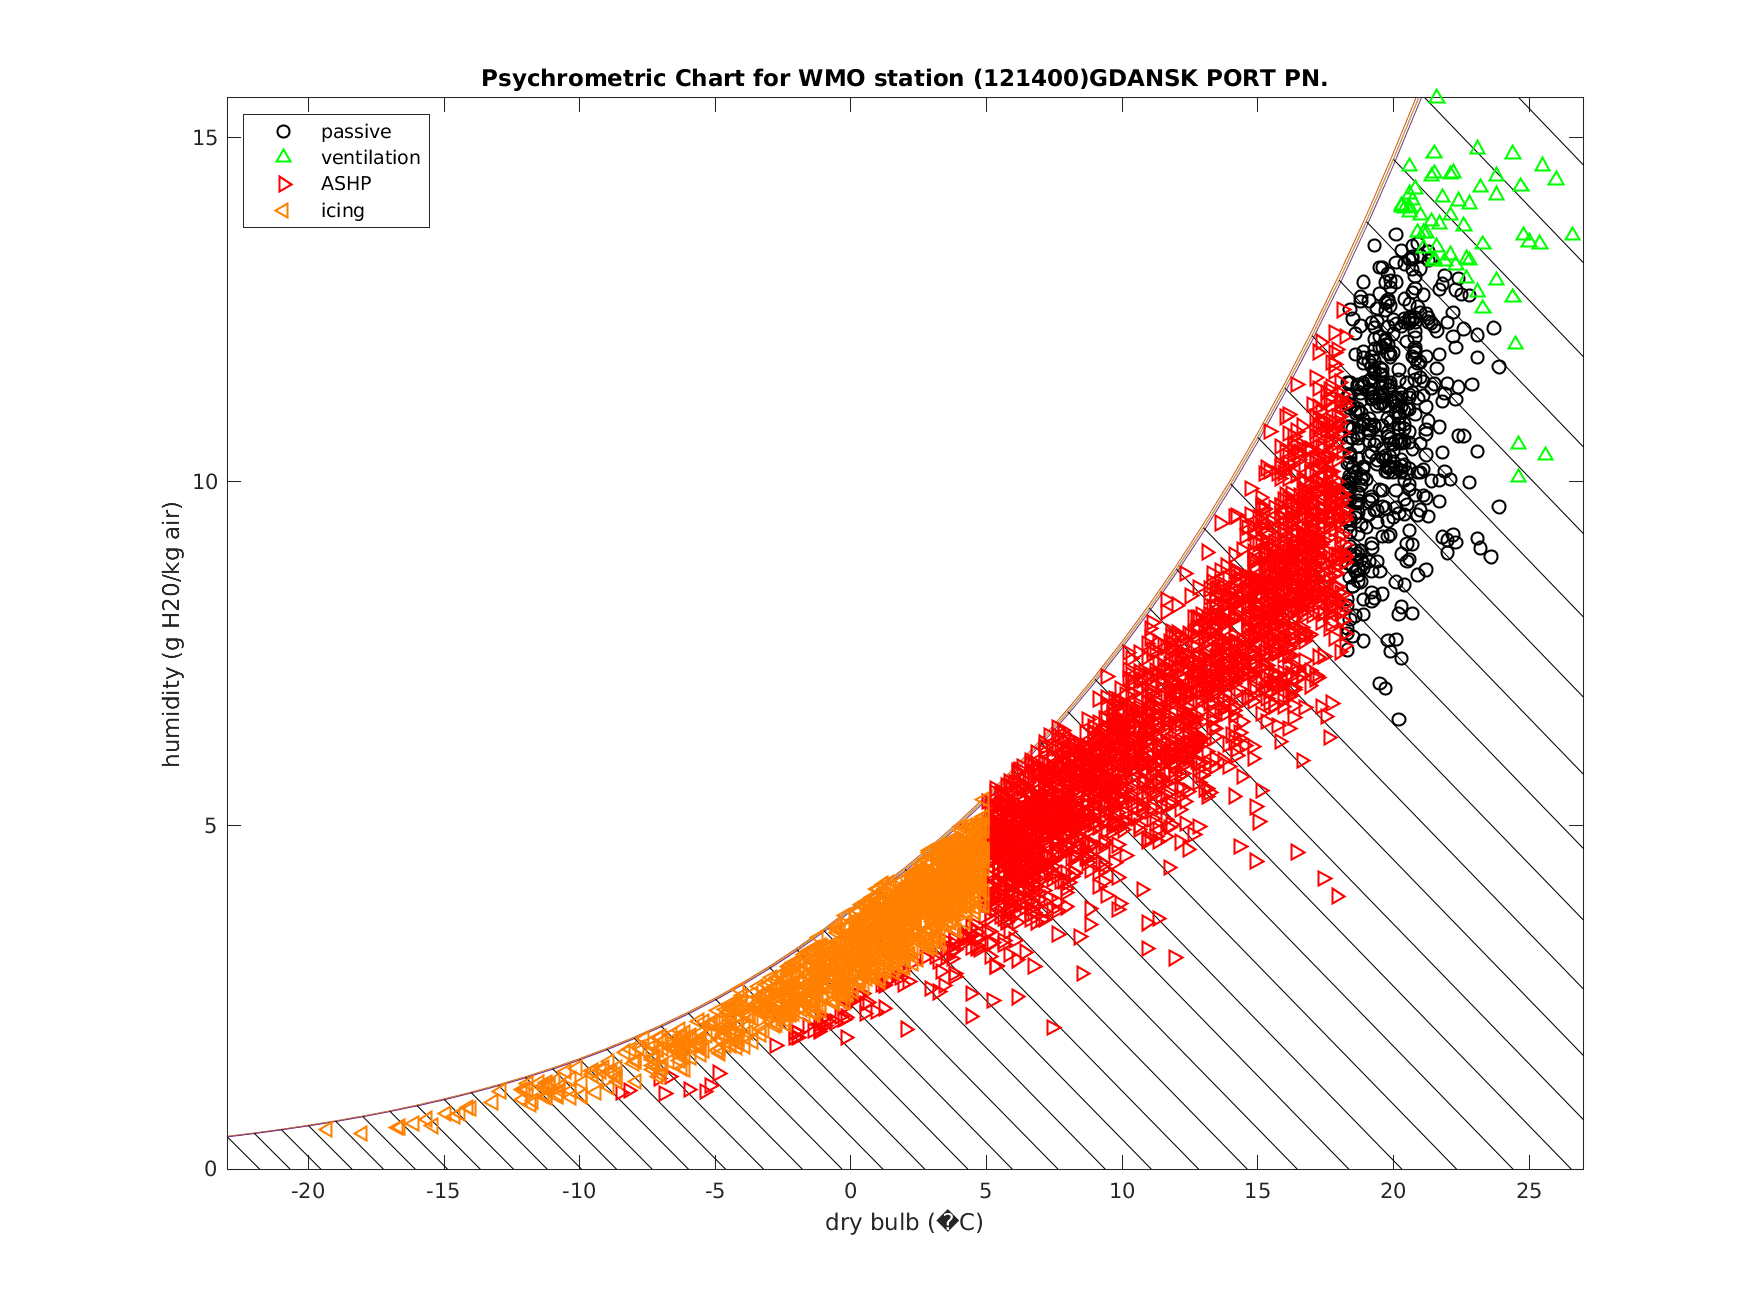 Psychrometric Chart for WMO station (121400)GDANSK PORT PN.
passive
ventilation
ASHP
icing
humidity (g H20/kg air)
15
10
5
0
-20 -15 -10 -5 0 5 10 15 20 25
dry bulb (�C)